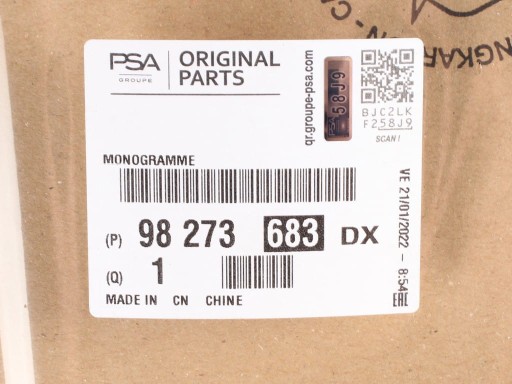 PSA
GROUPE
ORIGINAL
PARTS
qr.groupe-psa.com
58J9
BJC2LK
F258J9
SCAN !
MONOGRAMME
VE 21/01/2022 - 8:54
(P) 98 273 683 DX
(Q) 1
MADE IN CN CHINE
EAC